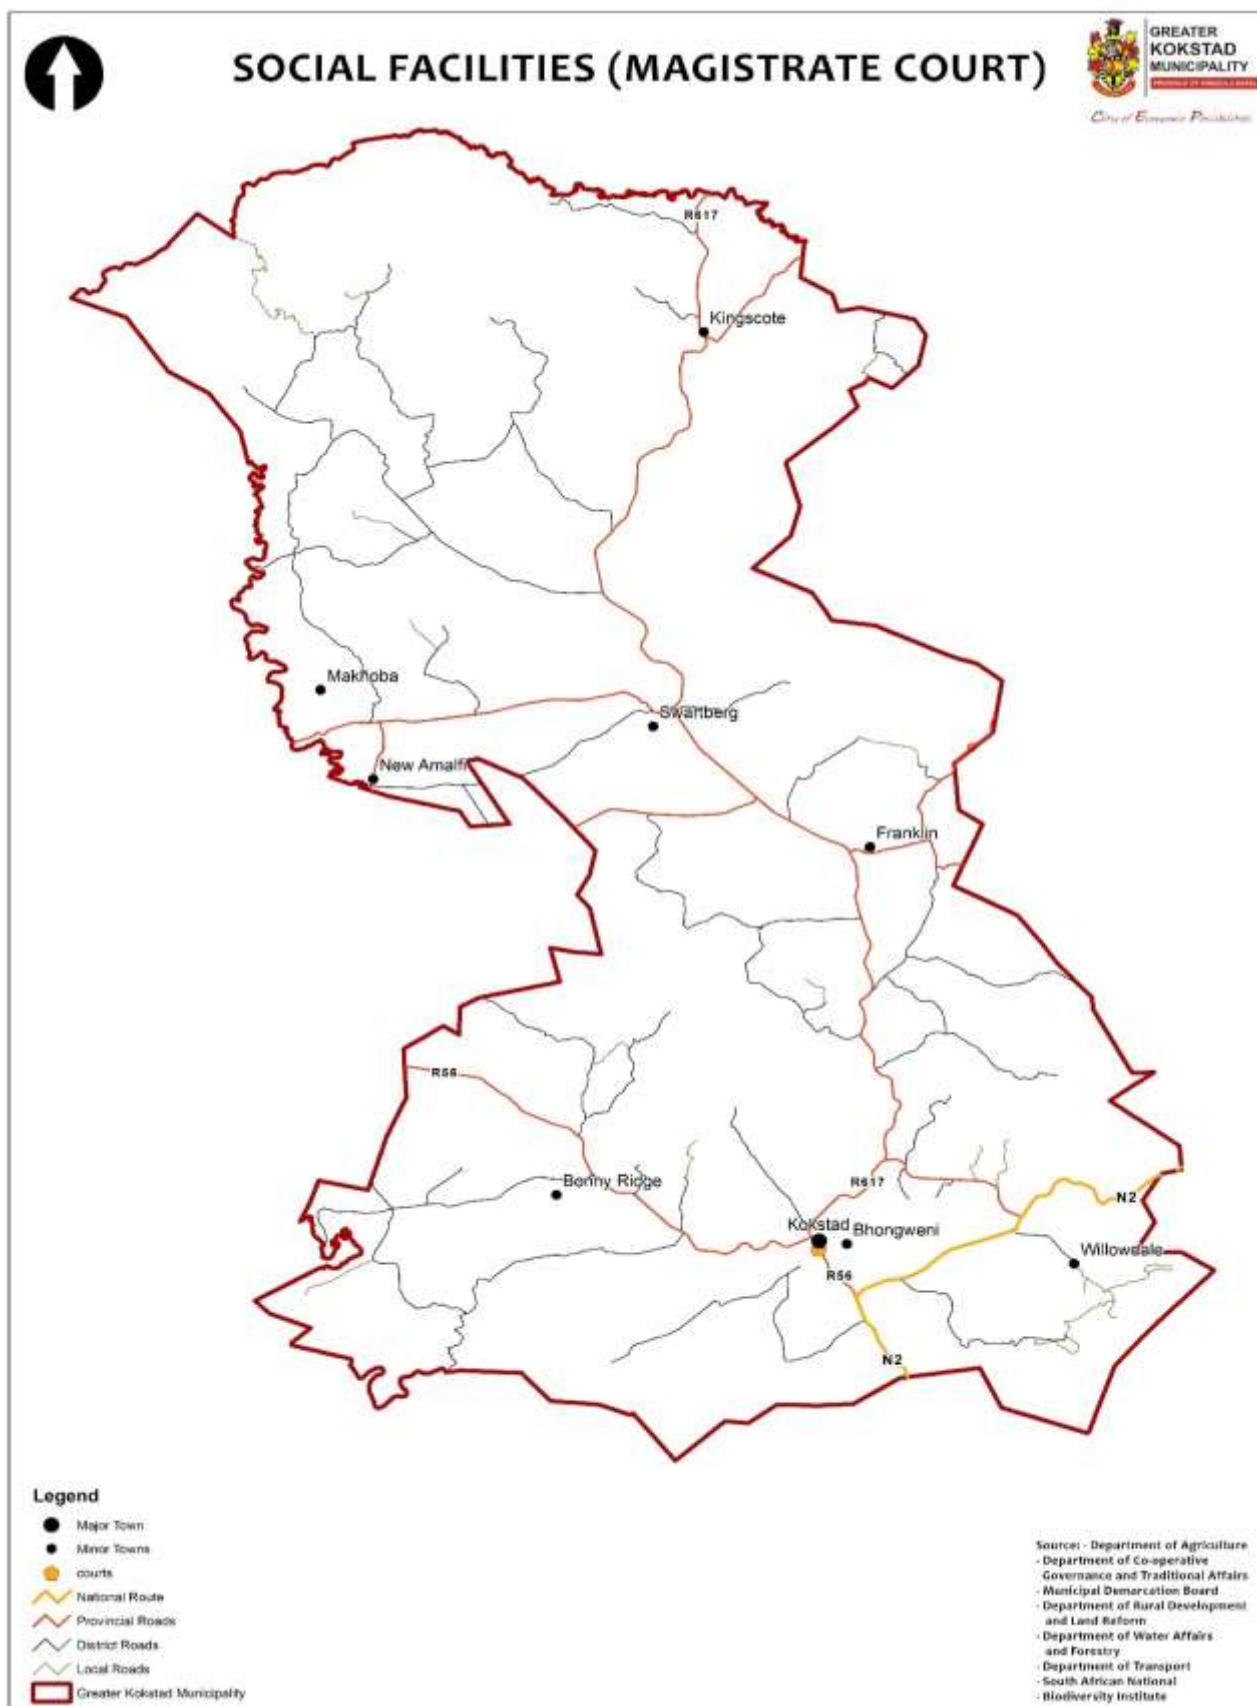 SOCIAL FACILITIES (MAGISTRATE COURT)
GREATER
KOKSTAD
MUNICIPALITY
City of Economic Possibilities
R617
Kingscote
Makhoba
Swartberg
New Amalfi
Franklin
R56
Bonny Ridge
R617
Kokstad
Bhongweni
N2
Willowdale
R56
N2
Legend
Major Town
Minor Towns
courts
National Route
Provincial Roads
District Roads
Local Roads
Greater Kokstad Municipality
Source: - Department of Agriculture
- Department of Co-operative
Governance and Traditional Affairs
- Municipal Demarcation Board
- Department of Rural Development
and Land Reform
- Department of Water Affairs
and Forestry
- Department of Transport
- South African National
- Biodiversity Institute